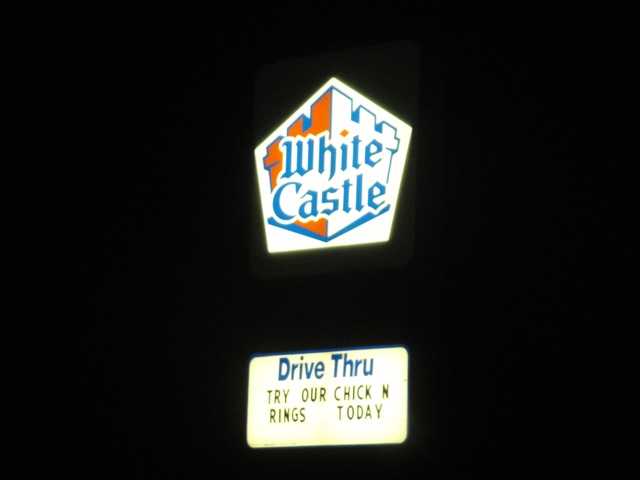 White
Castle
Drive Thru
TRY OUR CHICK N
RINGS TODAY